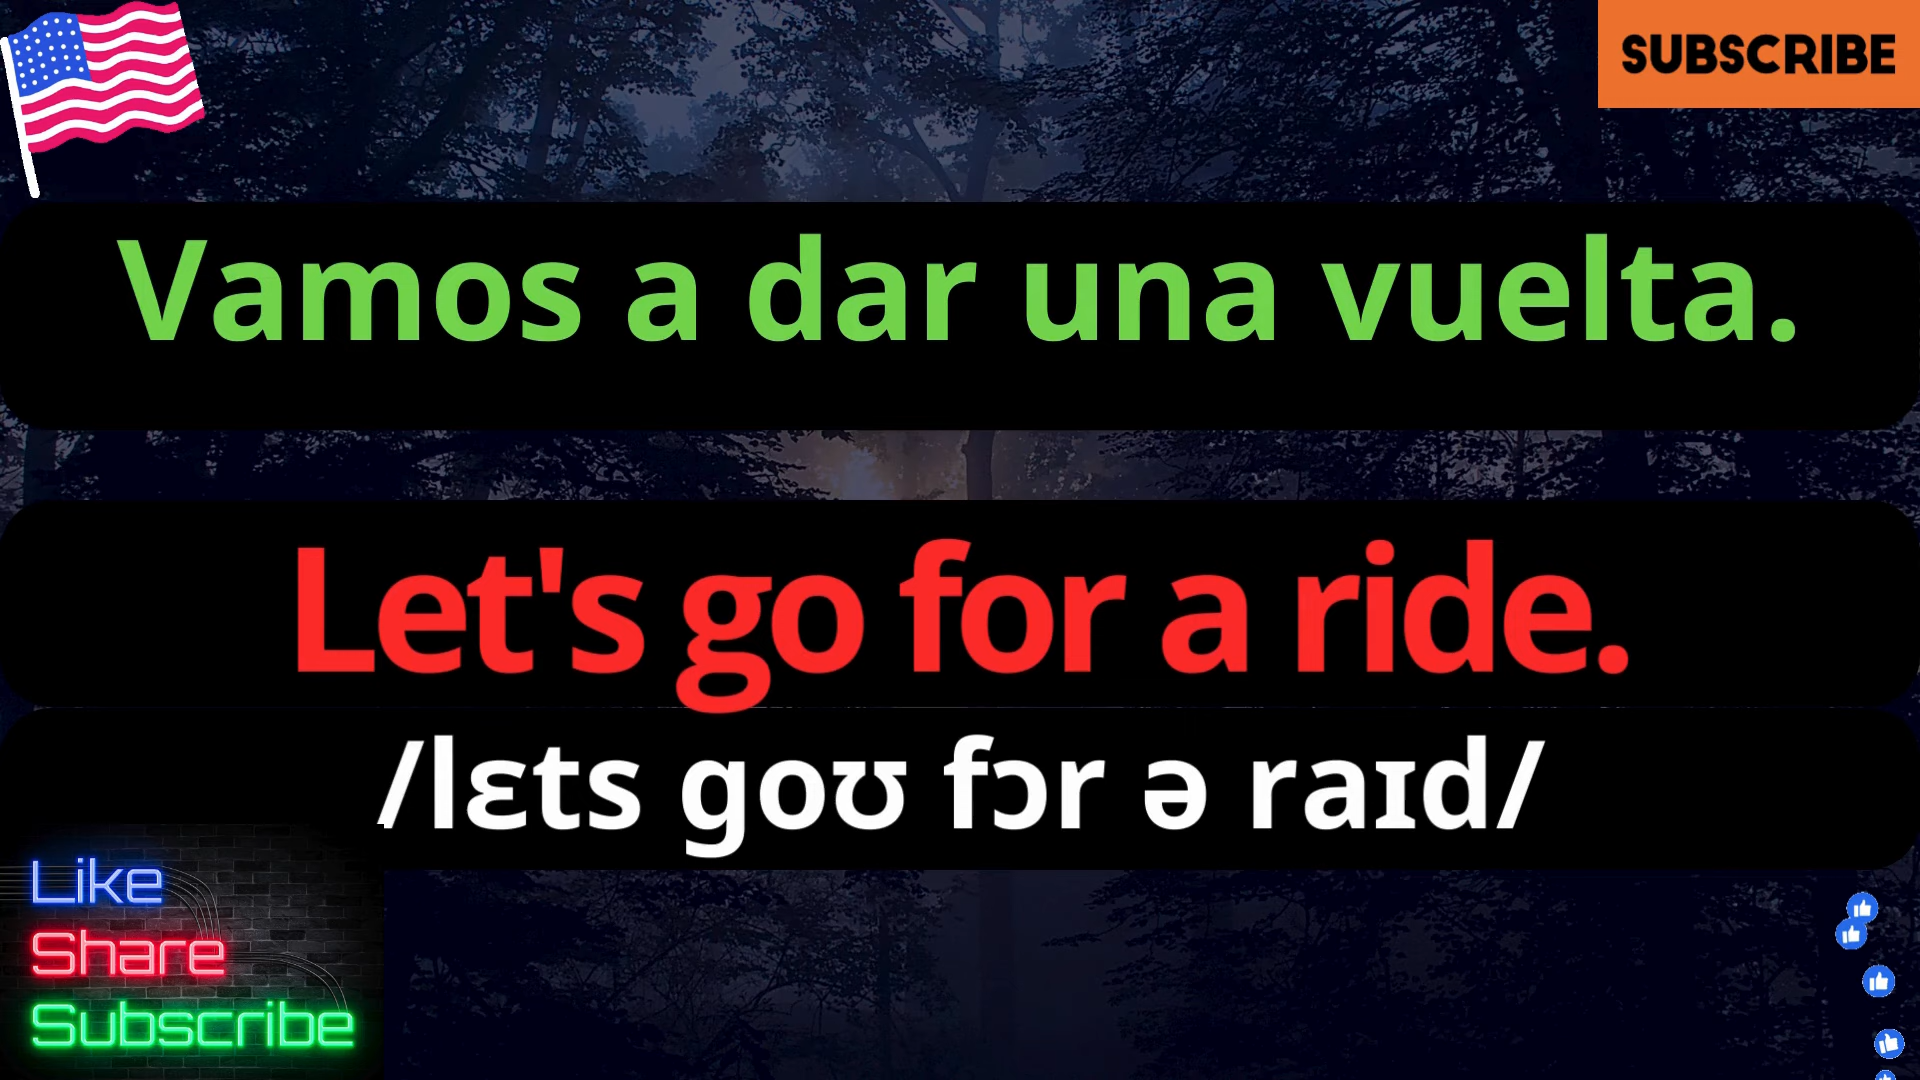 SUBSCRIBE
Vamos a dar una vuelta.
Let's go for a ride.
/lɛts goʊ fɔr ə raɪd/
Like
Share
Subscribe